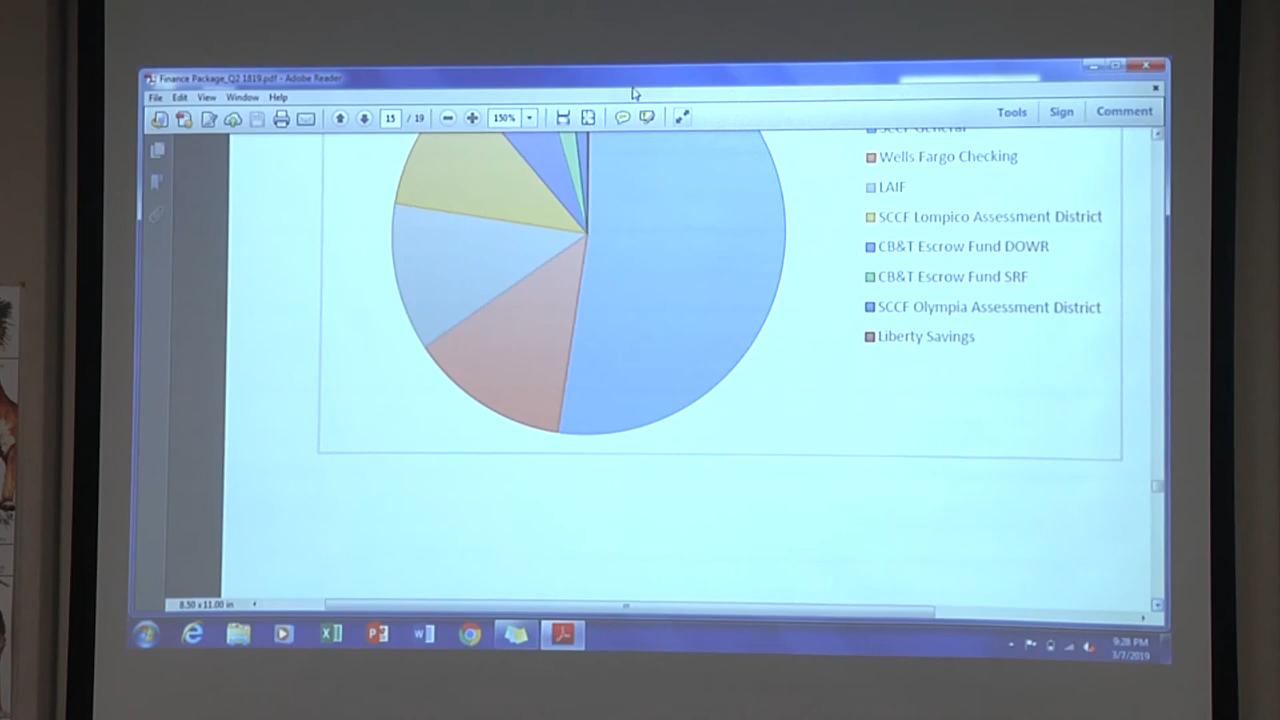 Finance Package_Q2 1819.pdf - Adobe Reader
File Edit View Window Help
15 / 19 150% Tools Sign Comment
SCCF General
Wells Fargo Checking
LAIF
SCCF Lompico Assessment District
CB&T Escrow Fund DOWR
CB&T Escrow Fund SRF
SCCF Olympia Assessment District
Liberty Savings
8.50 x 11.00 in
9:28 PM
3/7/2019